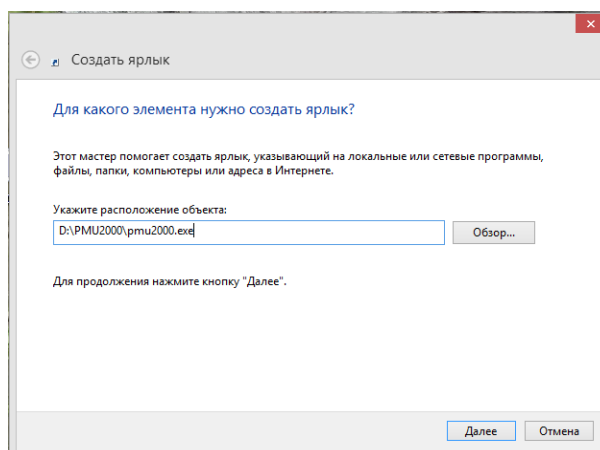 Создать ярлык
Для какого элемента нужно создать ярлык?
Этот мастер помогает создать ярлык, указывающий на локальные или сетевые программы,
файлы, папки, компьютеры или адреса в Интернете.
Укажите расположение объекта:
D:\PMU2000\pmu2000.exe
Обзор...
Для продолжения нажмите кнопку "Далее".
Далее
Отмена